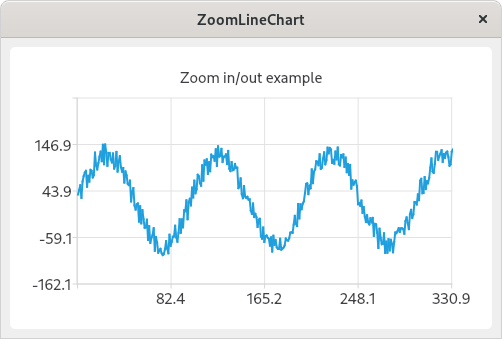 ZoomLineChart
Zoom in/out example
146.9
43.9
-59.1
-162.1
82.4 165.2 248.1 330.9